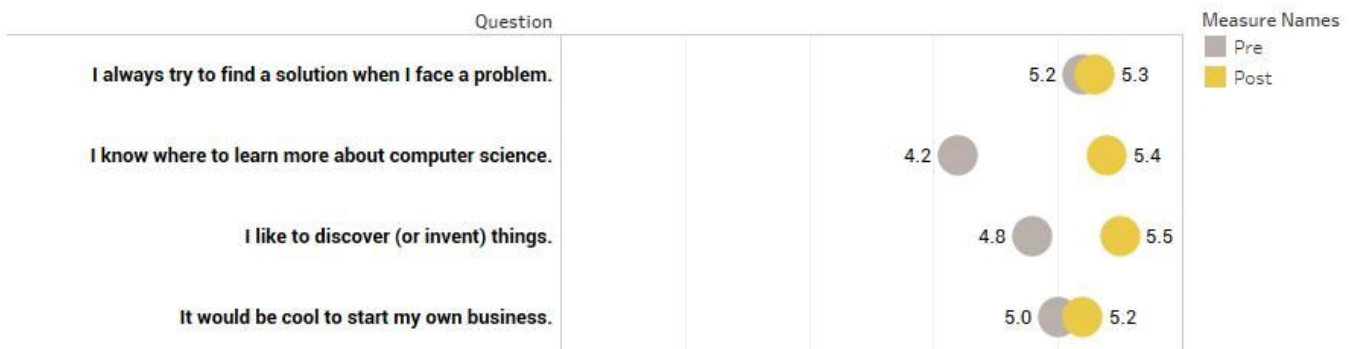 Question
Measure Names
Pre
Post
I always try to find a solution when I face a problem. 5.2 5.3
I know where to learn more about computer science. 4.2 5.4
I like to discover (or invent) things. 4.8 5.5
It would be cool to start my own business. 5.0 5.2